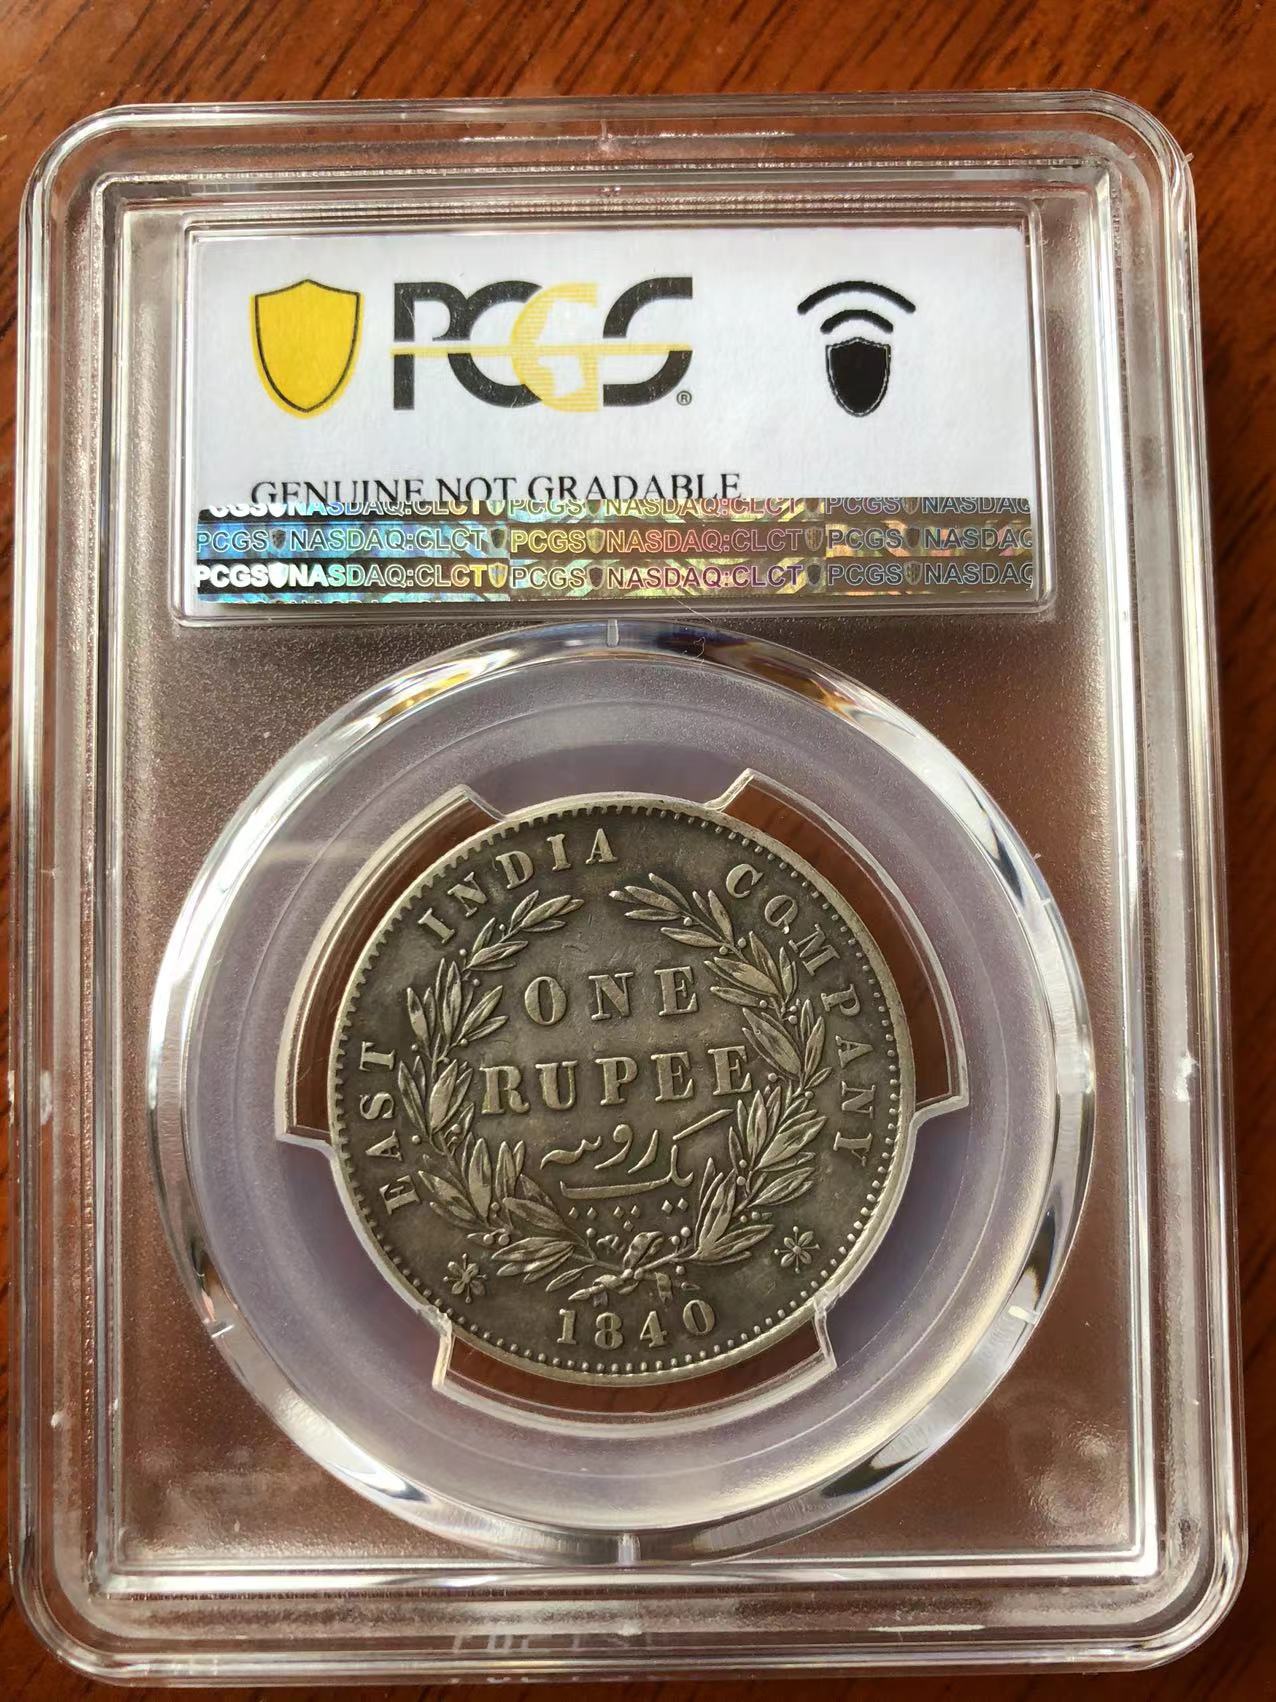 PCGS®
GENUINE NOT GRADABLE
PCGS NASDAQ:CLCT PCGS NASDAQ:CLCT PCGS NASDAQ
PCGS NASDAQ:CLCT PCGS NASDAQ:CLCT PCGS NASDAQ
PCGS NASDAQ:CLCT PCGS NASDAQ:CLCT PCGS NASDAQ
EAST INDIA COMPANY
ONE
RUPEE
یک روپیہ
1840